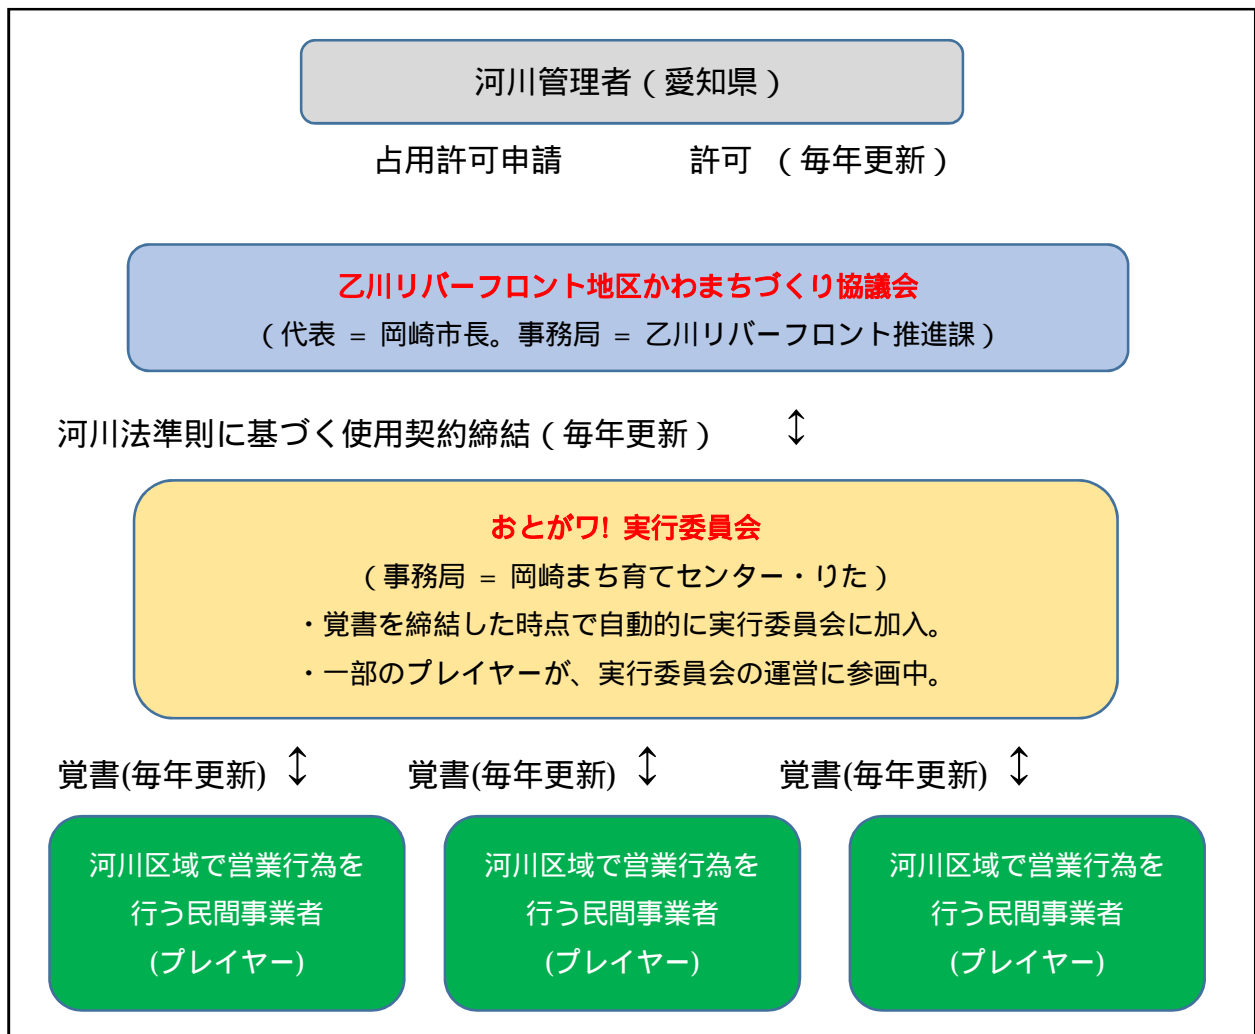 河川管理者（愛知県）
占用許可申請 許可 （毎年更新）
乙川リバーフロント地区かわまちづくり協議会
（代表 = 岡崎市長。事務局 = 乙川リバーフロント推進課）
河川法準則に基づく使用契約締結（毎年更新） ↕
おとがワ! 実行委員会
（事務局 = 岡崎まち育てセンター・りた）
・覚書を締結した時点で自動的に実行委員会に加入。
・一部のプレイヤーが、実行委員会の運営に参画中。
覚書(毎年更新) ↕ 覚書(毎年更新) ↕ 覚書(毎年更新) ↕
河川区域で営業行為を
行う民間事業者
(プレイヤー)
河川区域で営業行為を
行う民間事業者
(プレイヤー)
河川区域で営業行為を
行う民間事業者
(プレイヤー)